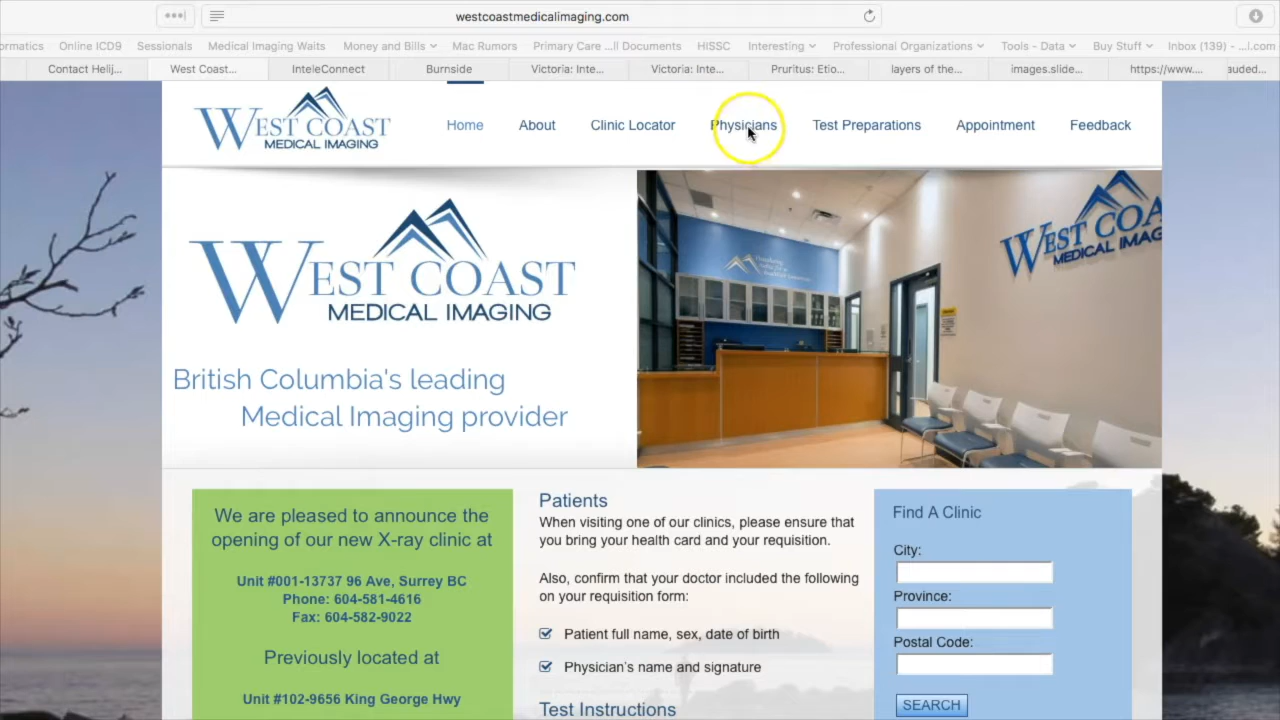 westcoastmedicalimaging.com
ormatics Online ICD9 Sessionals Medical Imaging Waits Money and Bills Mac Rumors Primary Care ...ll Documents HISSC Interesting Professional Organizations Tools - Data Buy Stuff Inbox (139) - ...l.com
Contact Helij... West Coast... InteleConnect Burnside Victoria: Inte... Victoria: Inte... Pruritus: Etio... layers of the... images.slide... https://www.... auded...
WEST COAST
MEDICAL IMAGING
Home About Clinic Locator Physicians Test Preparations Appointment Feedback
WEST COAST
MEDICAL IMAGING
British Columbia's leading
Medical Imaging provider
WEST COA
MEDICAL IMAG
We are pleased to announce the
opening of our new X-ray clinic at
Unit #001-13737 96 Ave, Surrey BC
Phone: 604-581-4616
Fax: 604-582-9022
Previously located at
Unit #102-9656 King George Hwy
Patients
When visiting one of our clinics, please ensure that
you bring your health card and your requisition.
Also, confirm that your doctor included the following
on your requisition form:
Patient full name, sex, date of birth
Physician's name and signature
Test Instructions
Find A Clinic
City:
Province:
Postal Code:
SEARCH